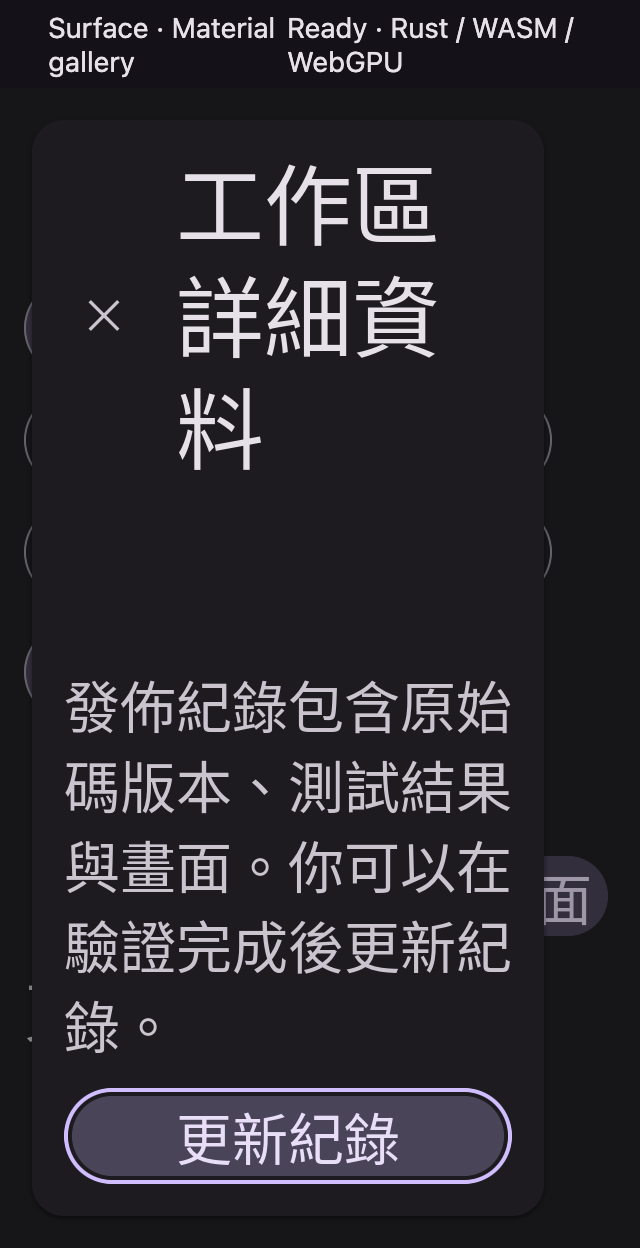 Surface · Material gallery
Ready · Rust / WASM / WebGPU
工作區
詳細資
料
發佈紀錄包含原始
碼版本、測試結果
與畫面。你可以在
驗證完成後更新紀
錄。
面
更新紀錄